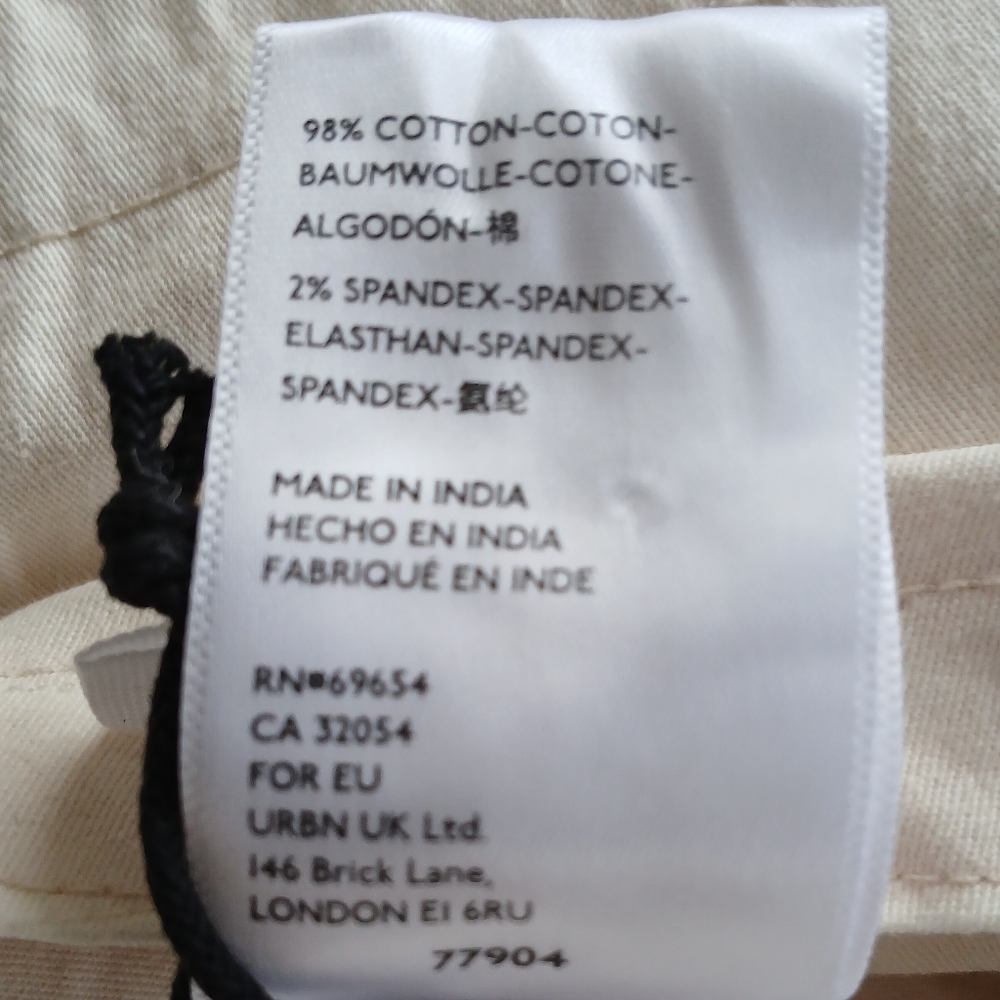 98% COTTON-COTON-
BAUMWOLLE-COTONE-
ALGODÓN-棉
2% SPANDEX-SPANDEX-
ELASTHAN-SPANDEX-
SPANDEX-氨纶
MADE IN INDIA
HECHO EN INDIA
FABRIQUÉ EN INDE
RN#69654
CA 32054
FOR EU
URBN UK Ltd.
146 Brick Lane,
LONDON E1 6RU
77904